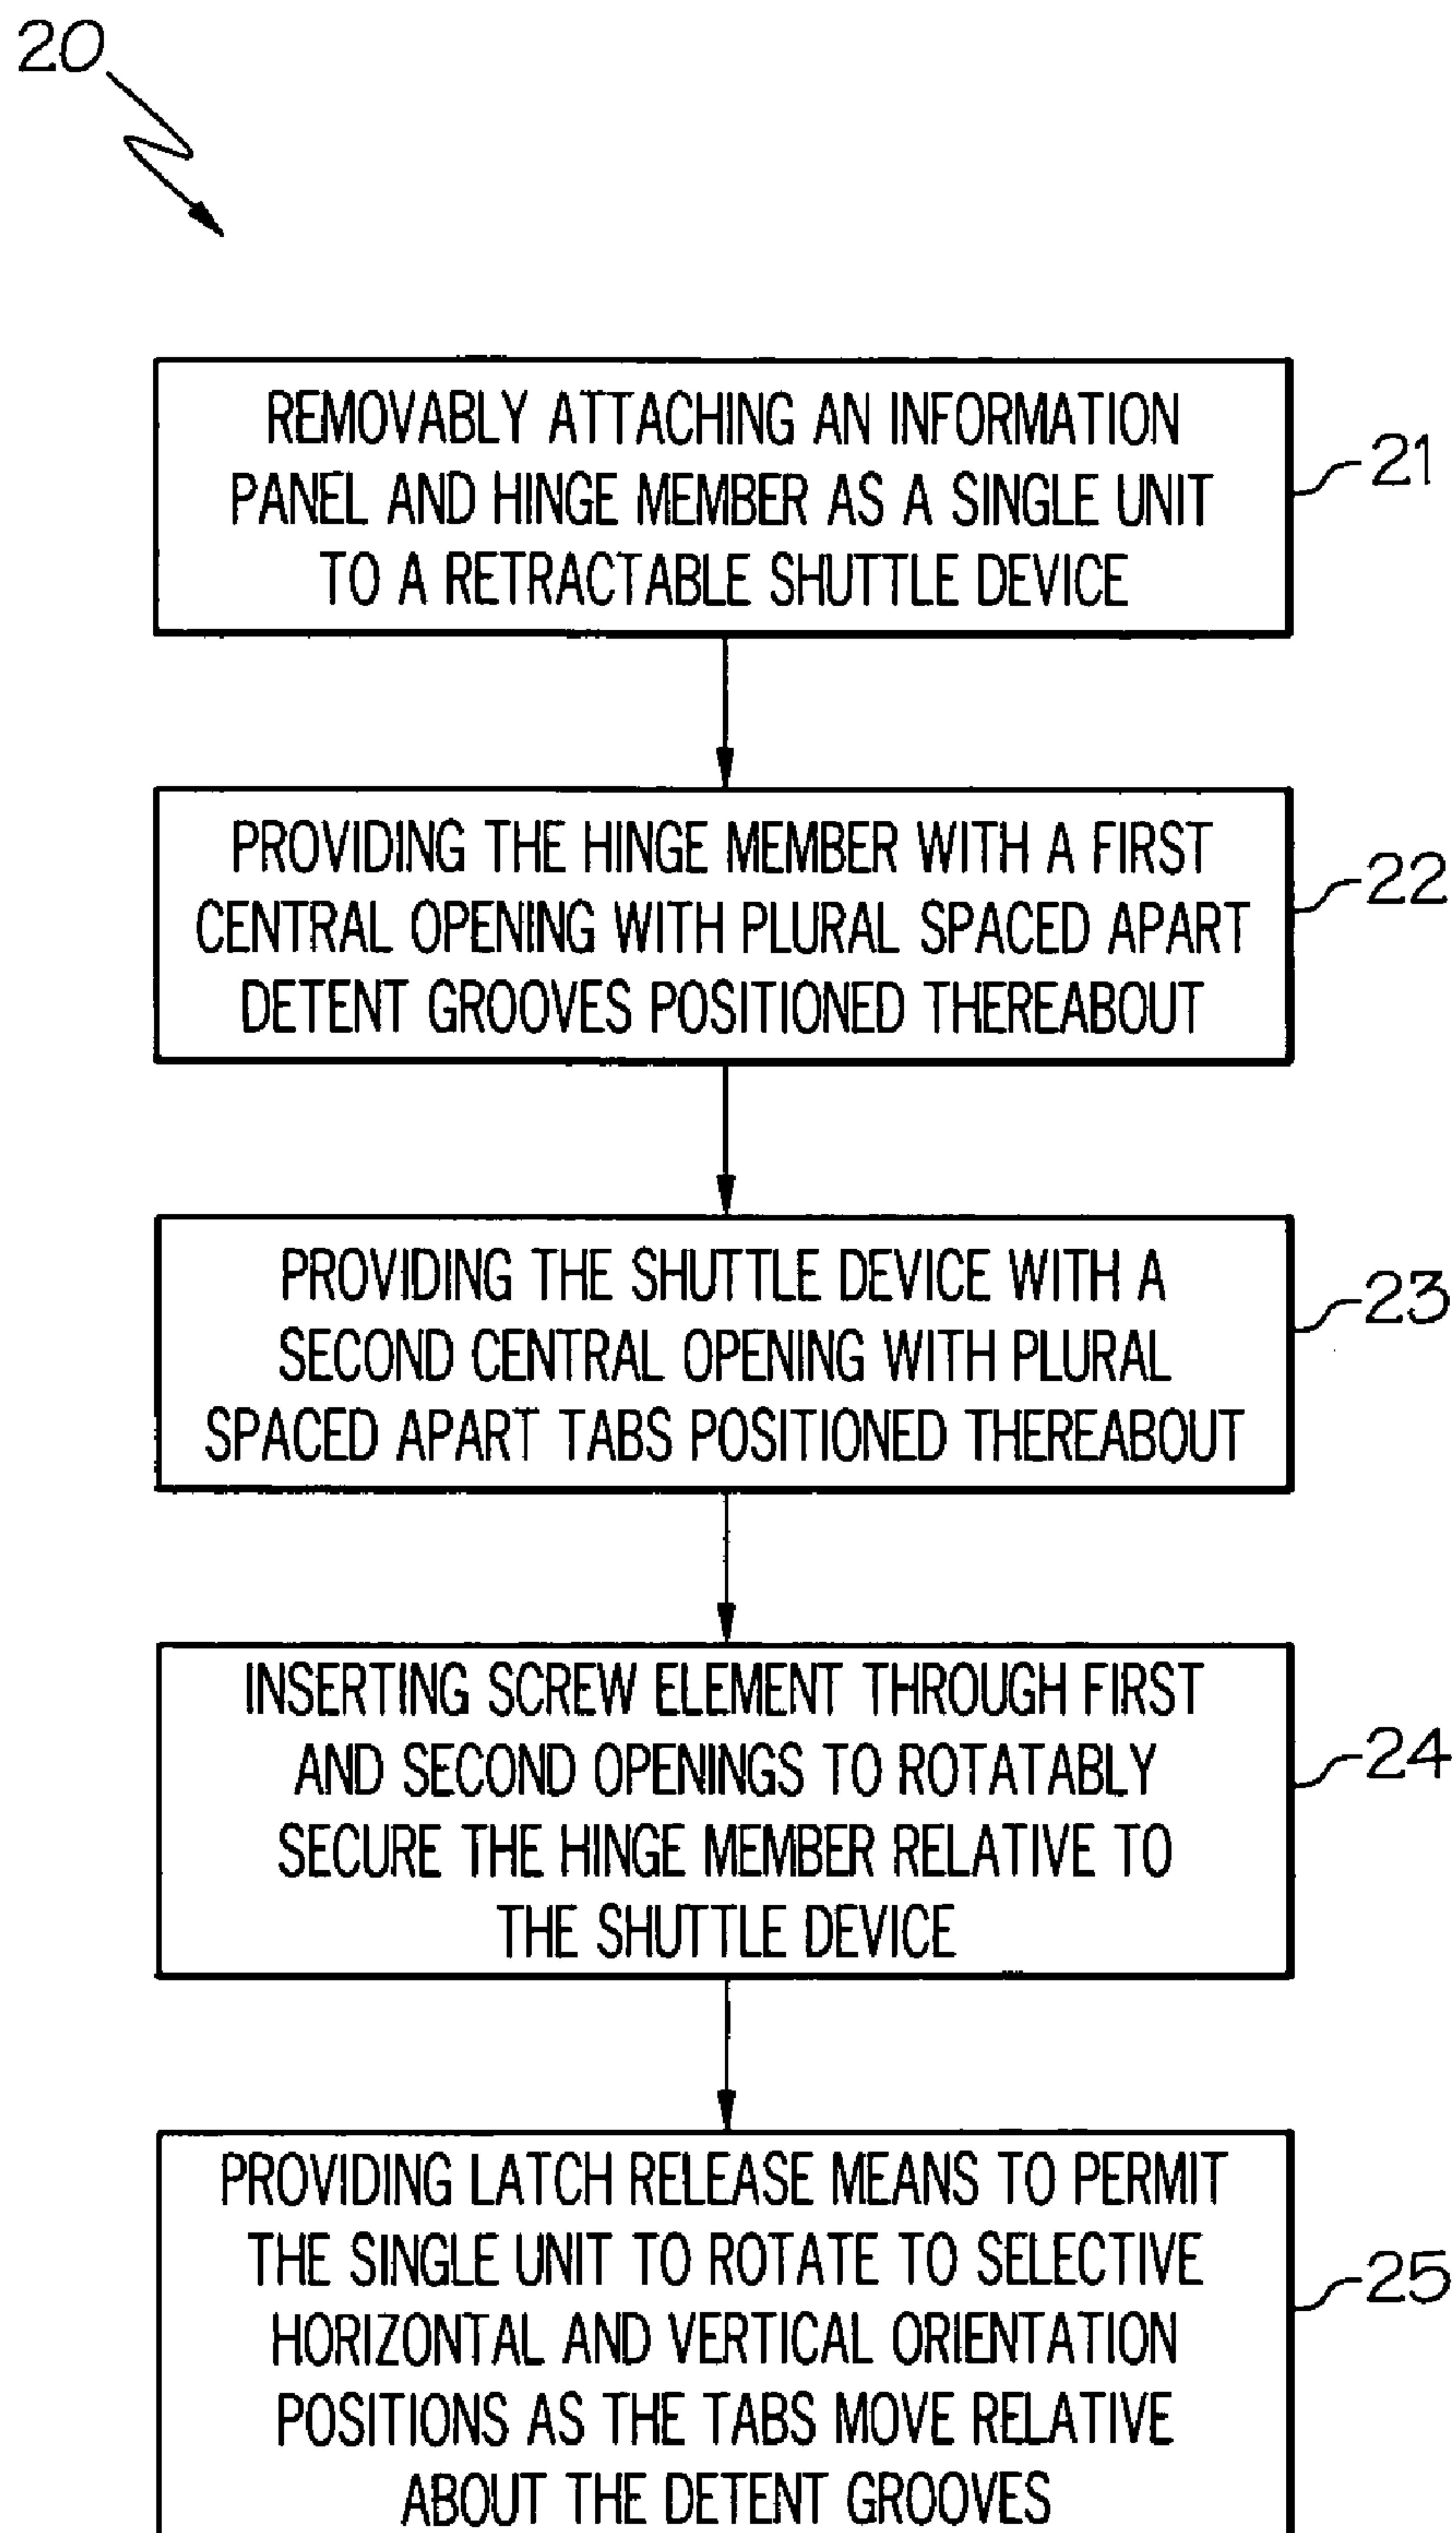 20
REMOVABLY ATTACHING AN INFORMATION
PANEL AND HINGE MEMBER AS A SINGLE UNIT
TO A RETRACTABLE SHUTTLE DEVICE
21
PROVIDING THE HINGE MEMBER WITH A FIRST
CENTRAL OPENING WITH PLURAL SPACED APART
DETENT GROOVES POSITIONED THEREABOUT
22
PROVIDING THE SHUTTLE DEVICE WITH A
SECOND CENTRAL OPENING WITH PLURAL
SPACED APART TABS POSITIONED THEREABOUT
23
INSERTING SCREW ELEMENT THROUGH FIRST
AND SECOND OPENINGS TO ROTATABLY
SECURE THE HINGE MEMBER RELATIVE TO
THE SHUTTLE DEVICE
24
PROVIDING LATCH RELEASE MEANS TO PERMIT
THE SINGLE UNIT TO ROTATE TO SELECTIVE
HORIZONTAL AND VERTICAL ORIENTATION
POSITIONS AS THE TABS MOVE RELATIVE
ABOUT THE DETENT GROOVES
25